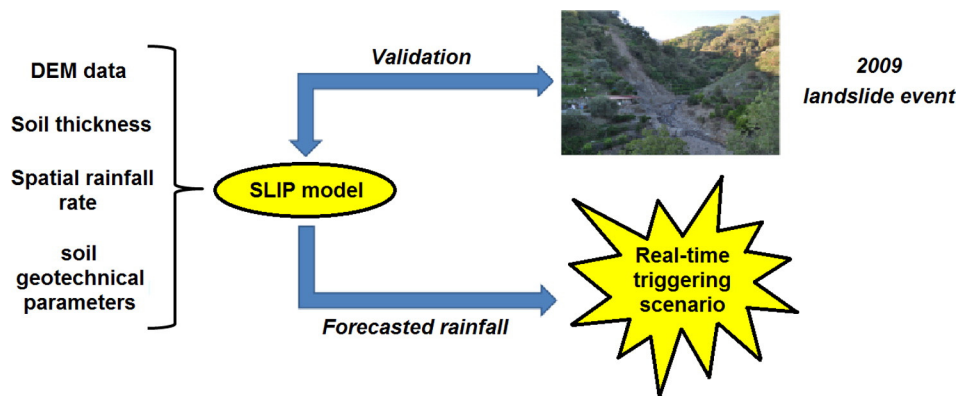 DEM data
Soil thickness
Spatial rainfall
rate
soil
geotechnical
parameters
SLIP model
Validation
2009
landslide event
Forecasted rainfall
Real-time
triggering
scenario